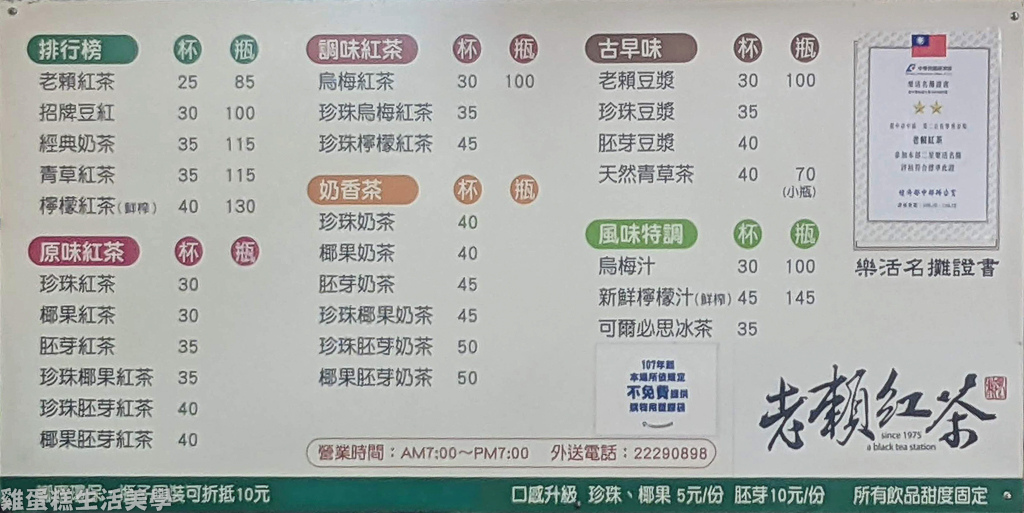 排行榜 杯 瓶
老賴紅茶 25 85
招牌豆紅 30 100
經典奶茶 35 115
青草紅茶 35 115
檸檬紅茶(鮮榨) 40 130
原味紅茶 杯 瓶
珍珠紅茶 30
椰果紅茶 30
胚芽紅茶 35
珍珠椰果紅茶 35
珍珠胚芽紅茶 40
椰果胚芽紅茶 40
調味紅茶 杯 瓶
烏梅紅茶 30 100
珍珠烏梅紅茶 35
珍珠檸檬紅茶 45
奶香茶 杯 瓶
珍珠奶茶 40
椰果奶茶 40
胚芽奶茶 45
珍珠椰果奶茶 45
珍珠胚芽奶茶 50
椰果胚芽奶茶 50
古早味 杯 瓶
老賴豆漿 30 100
珍珠豆漿 35
胚芽豆漿 40
天然青草茶 40 70
(小瓶)
風味特調 杯 瓶
烏梅汁 30 100
新鮮檸檬汁(鮮榨) 45 145
可爾必思冰茶 35
107年起
本場所依規定
不免費提供
購物用塑膠袋
營業時間：AM7:00～PM7:00 外送電話：22290898
樂活名攤證書
老賴紅茶
樂活名攤證書
老賴紅茶
since 1975
a black tea station
可折抵10元
口感升級 珍珠、椰果 5元/份 胚芽10元/份 所有飲品甜度固定
雞蛋糕生活美學